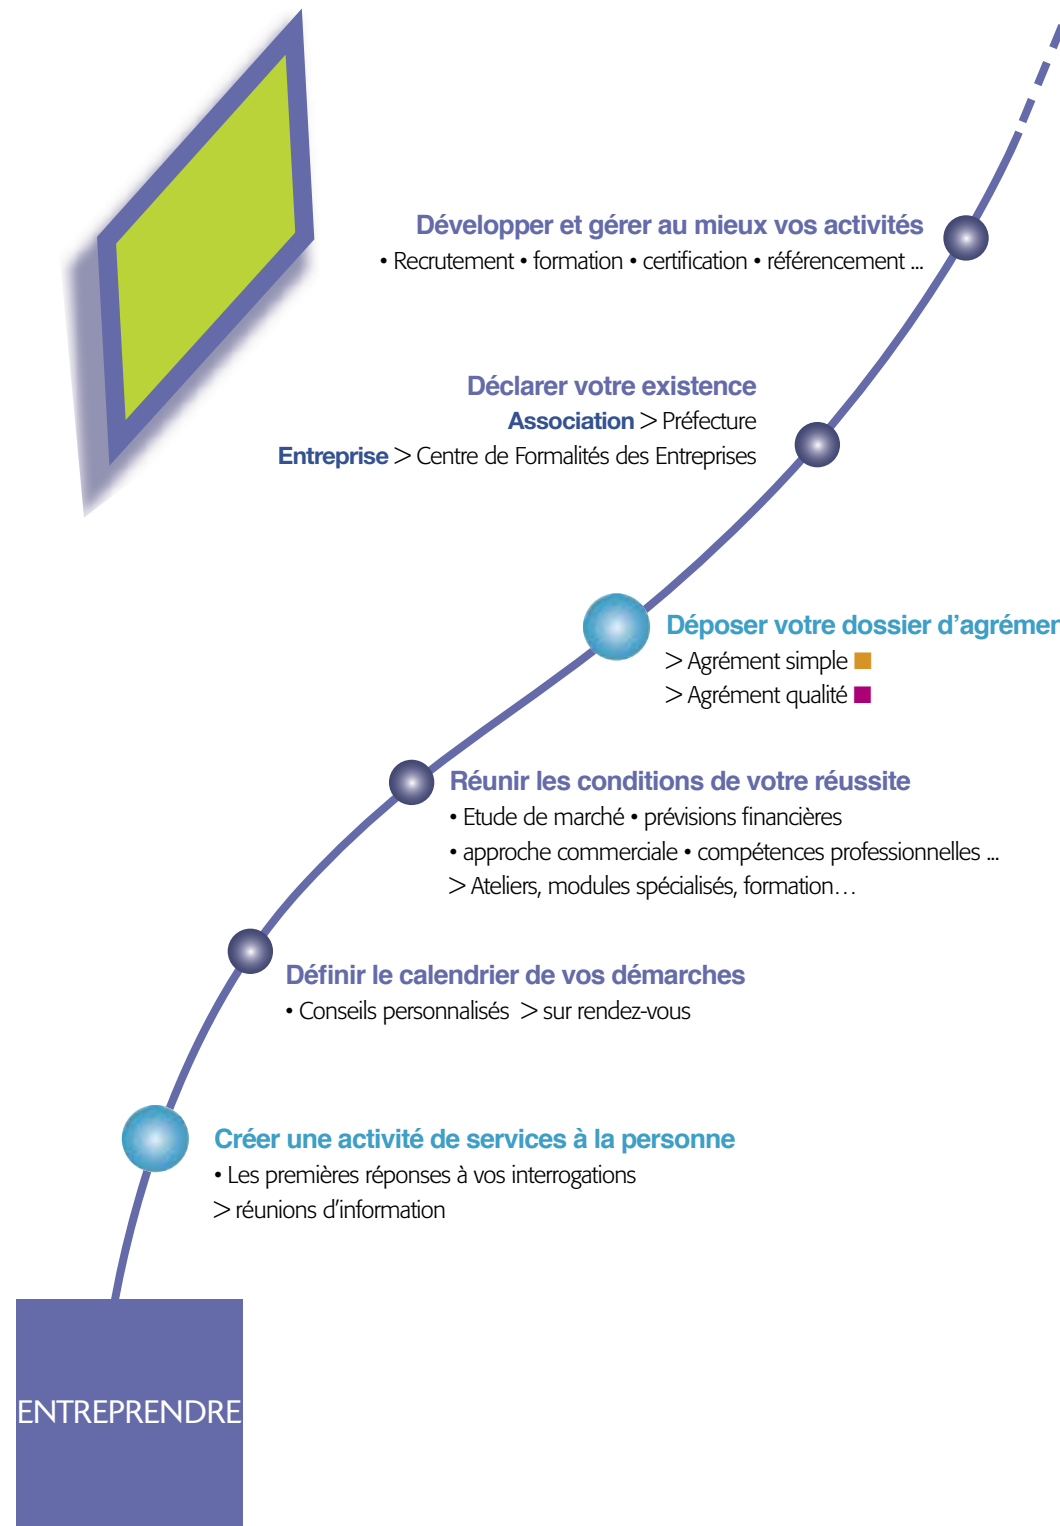 Développer et gérer au mieux vos activités
• Recrutement • formation • certification • référencement ...
Déclarer votre existence
Association > Préfecture
Entreprise > Centre de Formalités des Entreprises
Déposer votre dossier
> Agrément simple
> Agrément qualité
Réunir les conditions de votre réussite
• Etude de marché • prévisions financières
• approche commerciale • compétences professionnelles ...
> Ateliers, modules spécialisés, formation…
Définir le calendrier de vos démarches
• Conseils personnalisés > sur rendez-vous
Créer une activité de services à la personne
• Les premières réponses à vos interrogations
> réunions d'information
ENTREPRENDRE